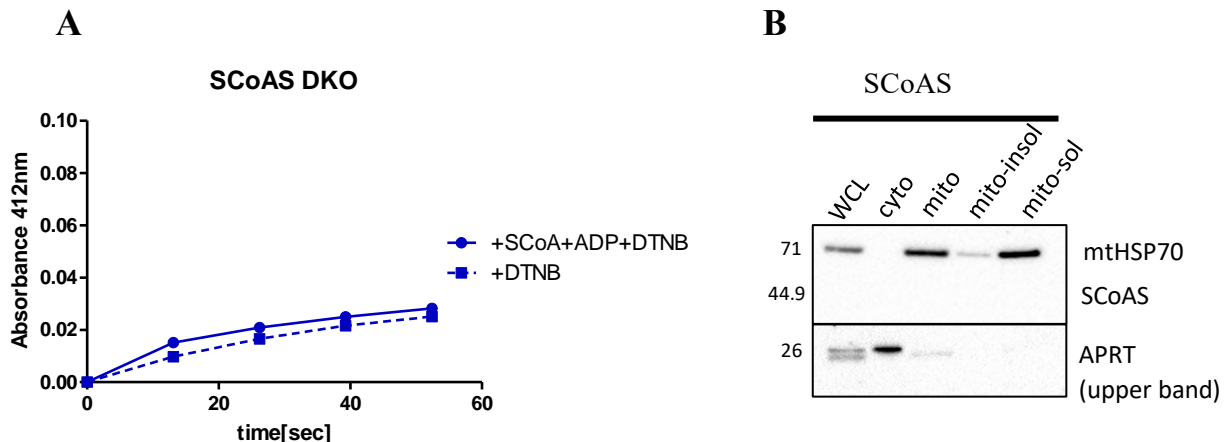 A
SCoAS DKO
Absorbance 412nm
0.10
0.08
0.06
0.04
0.02
0.00
0
20
40
60
time[sec]
+SCoA+ADP+DTNB
+DTNB
B
SCoAS
WCL
cyto
mito
mito-insol
mito-sol
71
mtHSP70
44.9
SCoAS
26
APRT
(upper band)